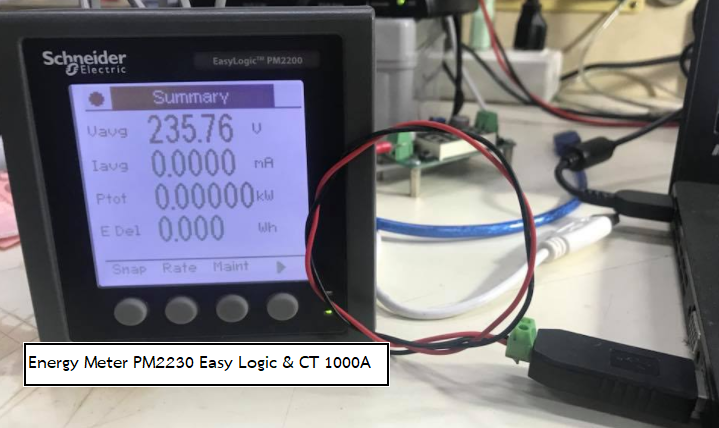 Schneider
Electric
EasyLogic™ PM2200
Summary
Vavg 235.76 V
Iavg 0.0000 mA
Ptot 0.00000 kW
E Del 0.000 Wh
Snap Rate Maint
Energy Meter PM2230 Easy Logic & CT 1000A